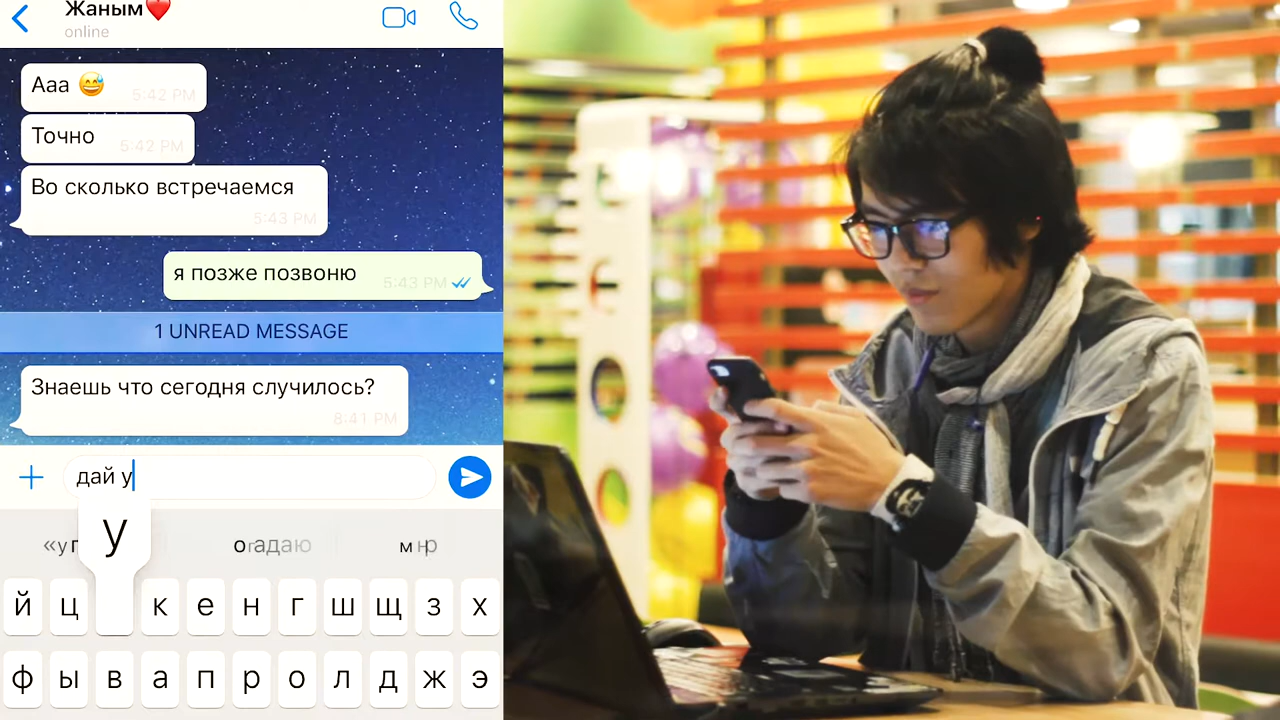 Жаным❤️
online
Ааа 😅
5:42 PM
Точно
5:42 PM
Во сколько встречаемся
5:43 PM
я позже позвоню
5:43 PM
1 UNREAD MESSAGE
Знаешь что сегодня случилось?
8:41 PM
дай у
у
й ц к е н г ш щ з х
ф ы в а п р о л д ж э